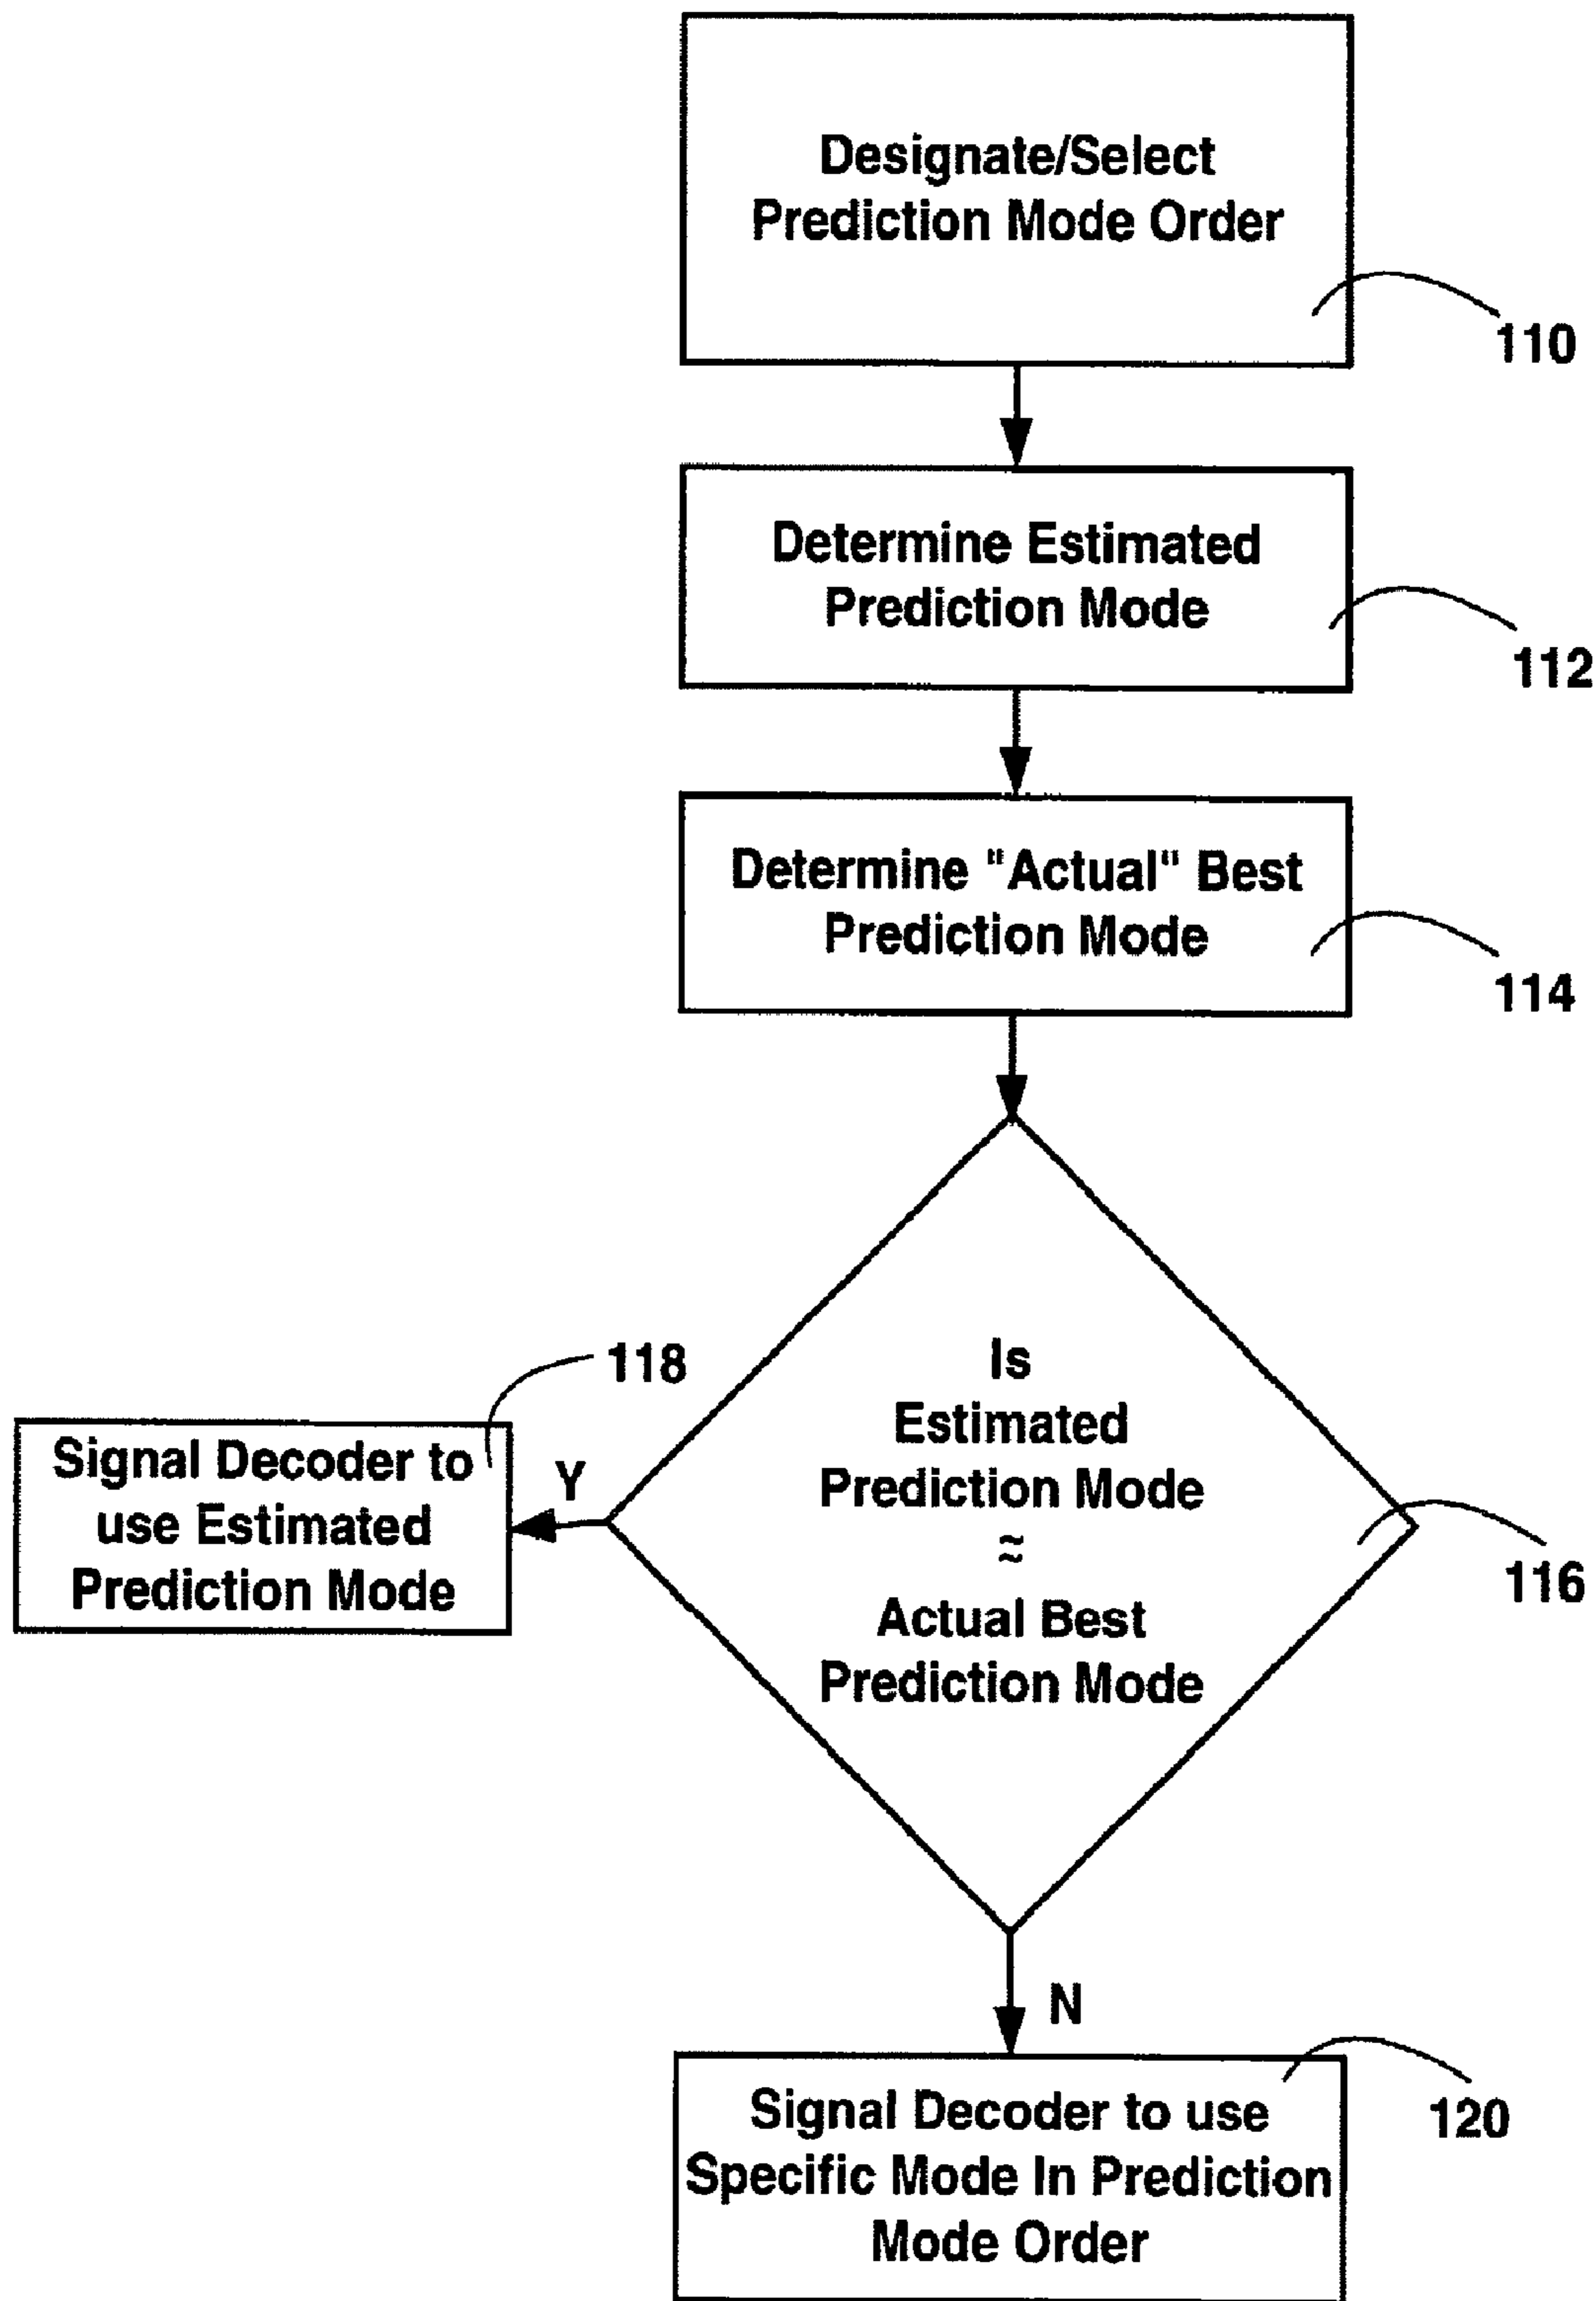 Designate/Select
Prediction Mode Order
110
Determine Estimated
Prediction Mode
112
Determine "Actual" Best
Prediction Mode
114
Is
Estimated
Prediction Mode
≈
Actual Best
Prediction Mode
116
118
Signal Decoder to
use Estimated
Prediction Mode
Y
N
Signal Decoder to use
Specific Mode In Prediction
Mode Order
120